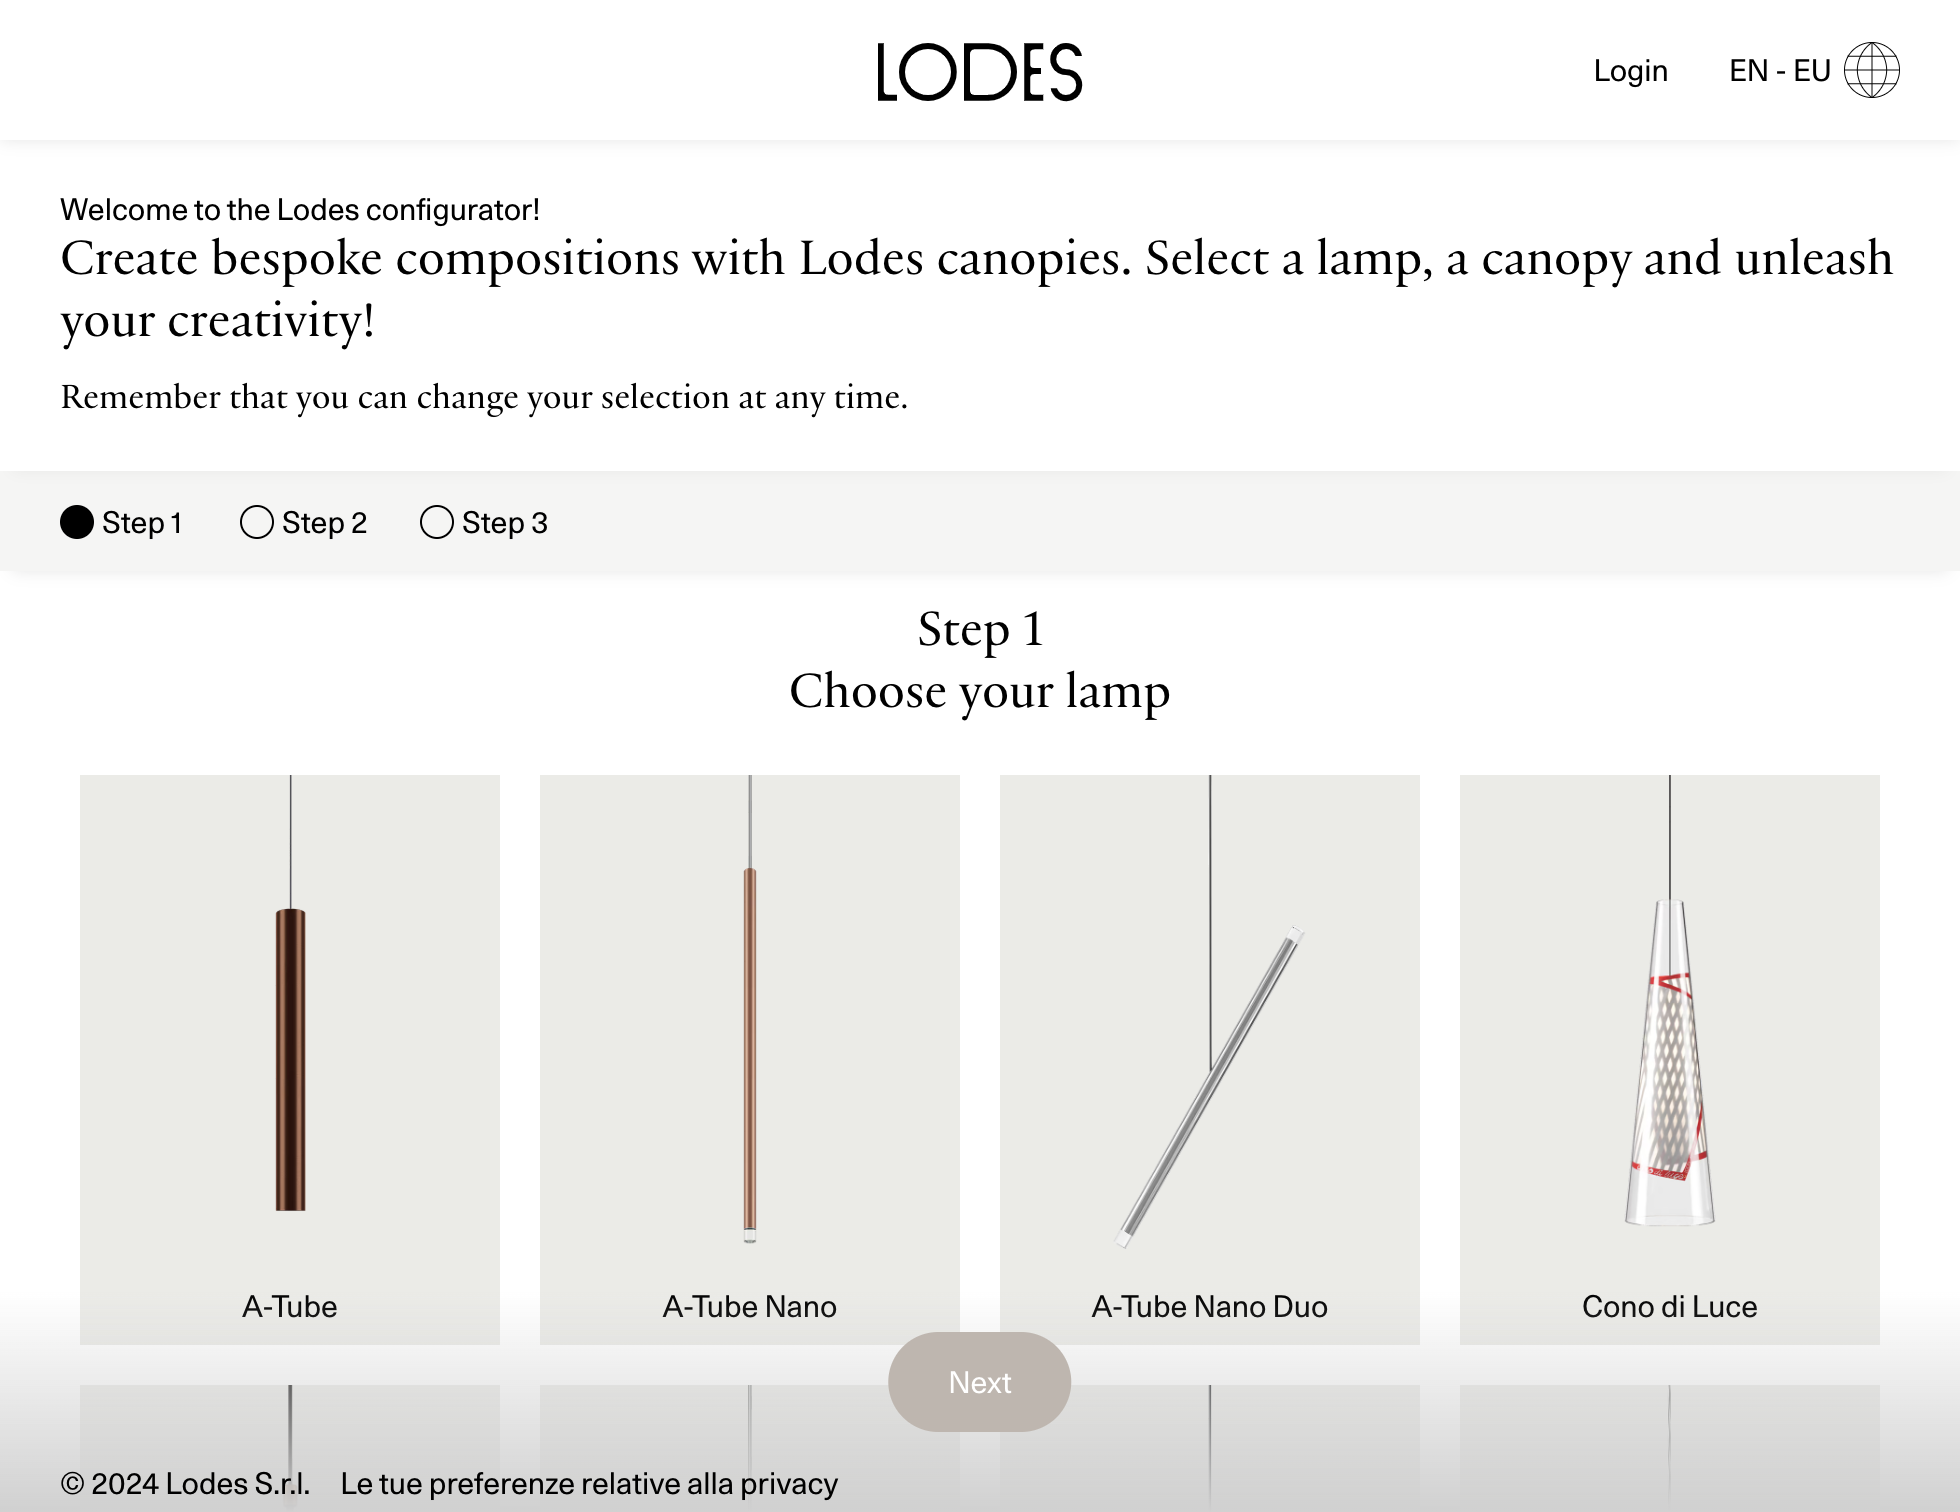 LODES
Login
EN - EU
Welcome to the Lodes configurator!
Create bespoke compositions with Lodes canopies. Select a lamp, a canopy and unleash
your creativity!
Remember that you can change your selection at any time.
Step 1
Step 2
Step 3
Step 1
Choose your lamp
A-Tube
A-Tube Nano
A-Tube Nano Duo
Cono di Luce
Next
© 2024 Lodes S.r.l.
Le tue preferenze relative alla privacy